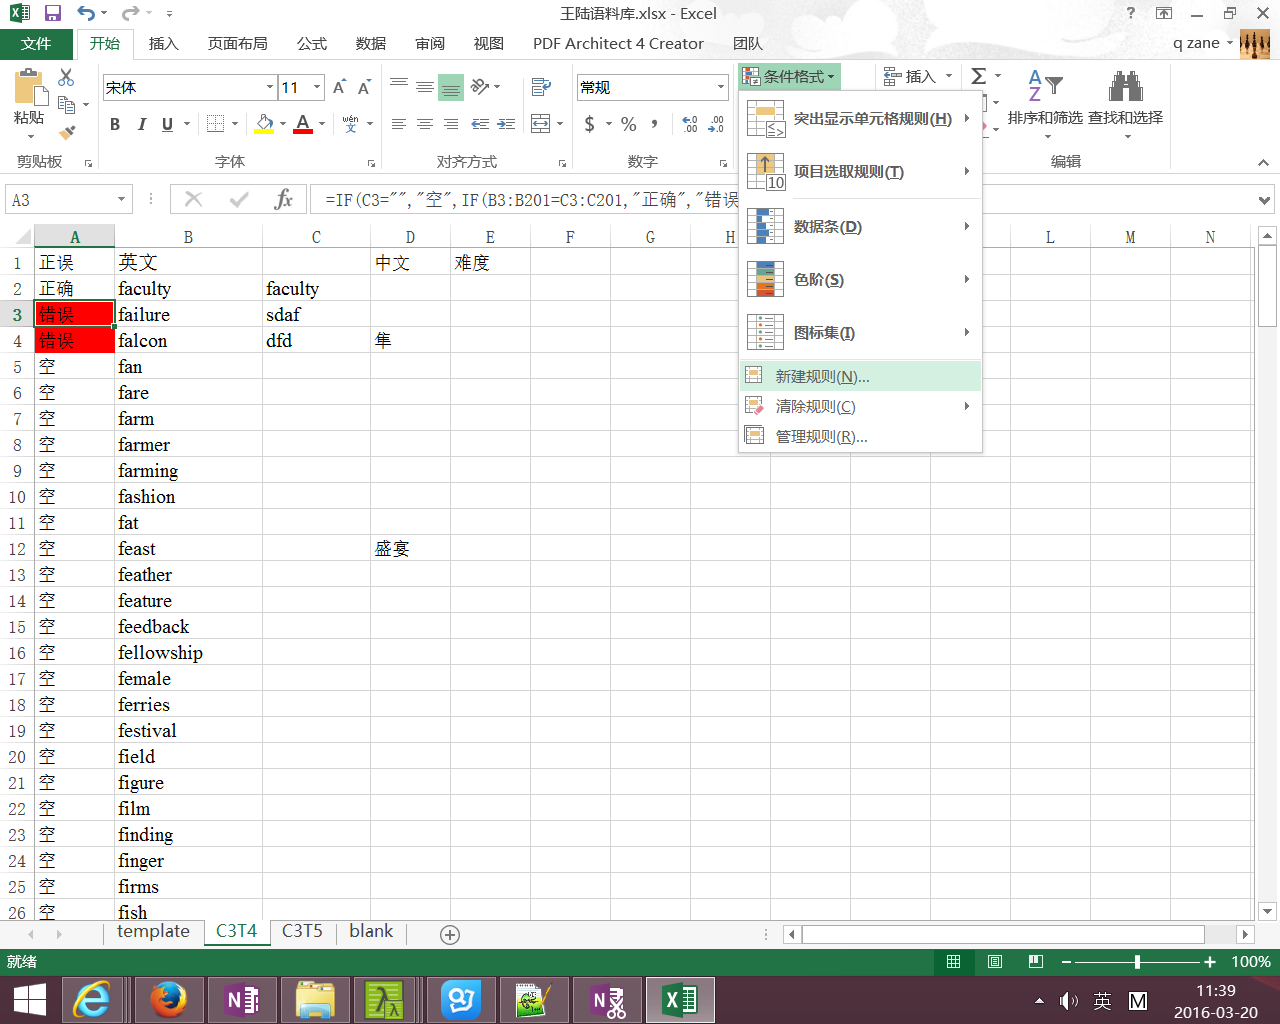 王陆语料库.xlsx - Excel
文件 开始 插入 页面布局 公式 数据 审阅 视图 PDF Architect 4 Creator 团队 q zane
粘贴 宋体 11 常规 条件格式 插入 排序和筛选 查找和选择
B I U A wén 文 $ %
剪贴板 字体 对齐方式 数字 编辑
突出显示单元格规则(H)
项目选取规则(T)
数据条(D)
色阶(S)
图标集(I)
新建规则(N)...
清除规则(C)
管理规则(R)...
A3 fx =IF(C3="","空",IF(B3:B201=C3:C201,"正确","错误
A B C D E F G H L M N
1 正误 英文 中文 难度
2 正确 faculty faculty
3 错误 failure sdaf
4 错误 falcon dfd 隼
5 空 fan
6 空 fare
7 空 farm
8 空 farmer
9 空 farming
10 空 fashion
11 空 fat
12 空 feast 盛宴
13 空 feather
14 空 feature
15 空 feedback
16 空 fellowship
17 空 female
18 空 ferries
19 空 festival
20 空 field
21 空 figure
22 空 film
23 空 finding
24 空 finger
25 空 firms
26 空 fish
template C3T4 C3T5 blank
就绪 100%
英 M 11:39
2016-03-20